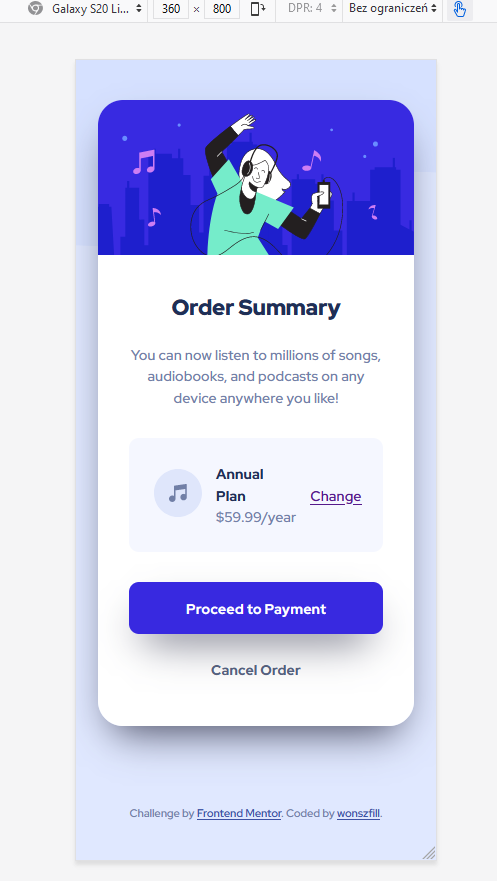 Galaxy S20 Li... 360 × 800 DPR: 4 Bez ograniczeń
Order Summary
You can now listen to millions of songs,
audiobooks, and podcasts on any
device anywhere you like!
Annual
Plan
$59.99/year
Change
Proceed to Payment
Cancel Order
Challenge by Frontend Mentor. Coded by wonszfill.